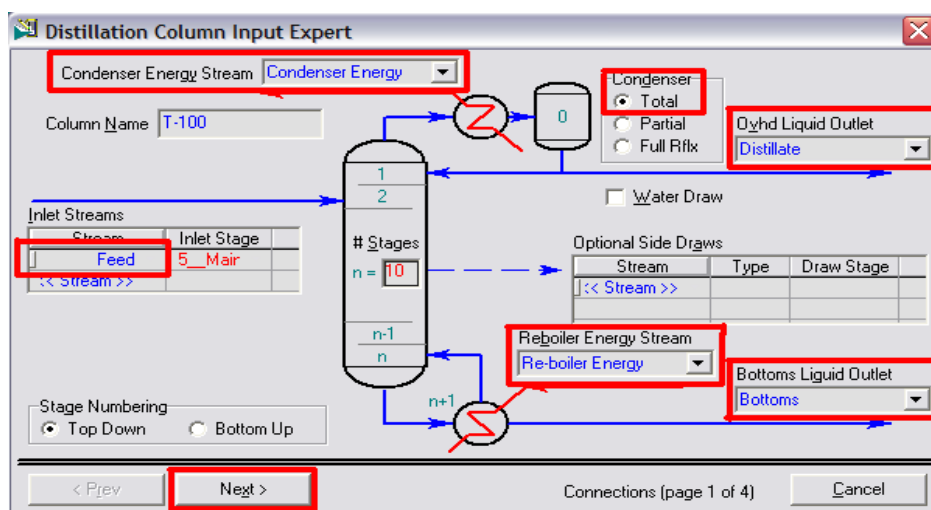 Distillation Column Input Expert
Condenser Energy Stream Condenser Energy
Column Name T-100
Condenser
Total
Partial
Full Rflx
0
Ovhd Liquid Outlet
Distillate
1
2
Water Draw
Inlet Streams
Stream Inlet Stage
Feed 5__Mair
<< Stream >>
# Stages
n = 10
Optional Side Draws
Stream Type Draw Stage
<< Stream >>
n-1
n
Reboiler Energy Stream
Re-boiler Energy
n+1
Bottoms Liquid Outlet
Bottoms
Stage Numbering
Top Down Bottom Up
< Prev Next > Connections (page 1 of 4) Cancel